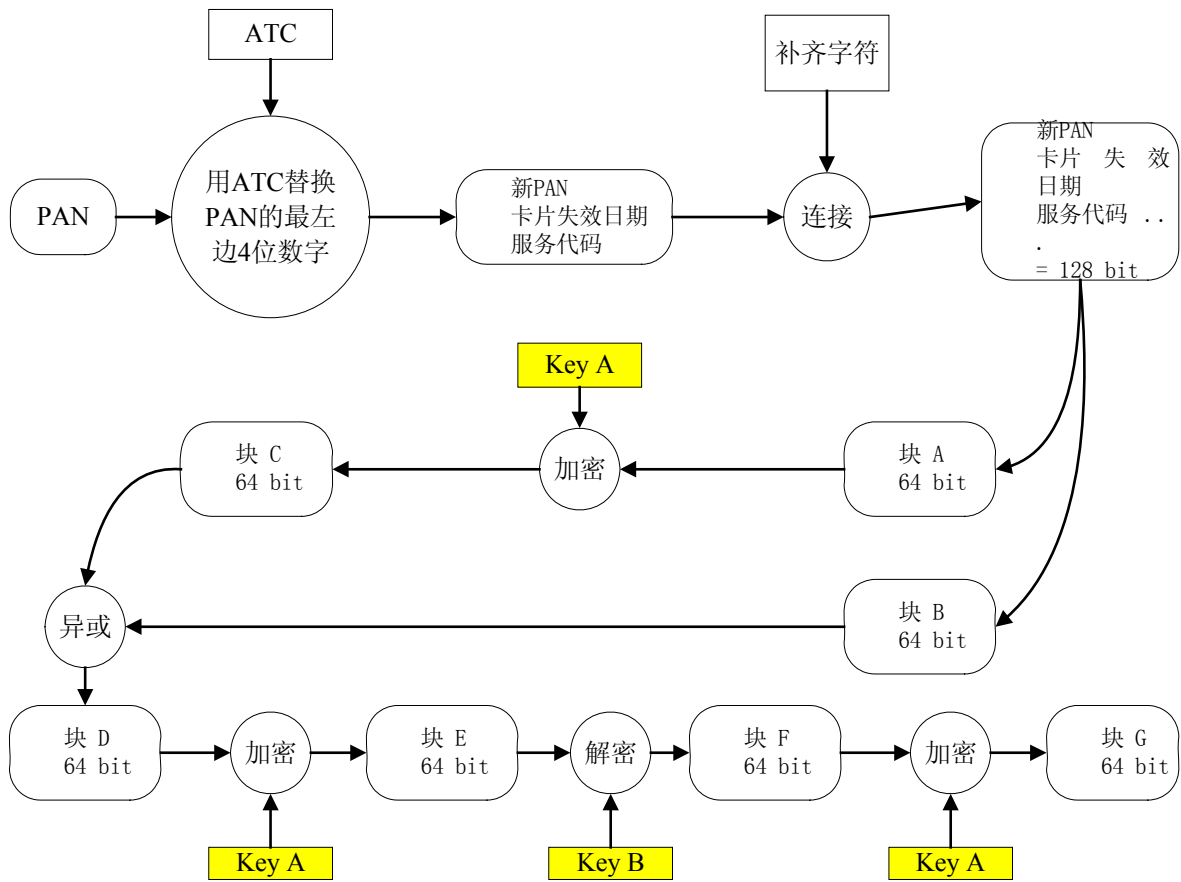 ATC
补齐字符
PAN
用ATC替换
PAN的最左
边4位数字
新PAN
卡片失效日期
服务代码
连接
新PAN
卡片 失 效
日期
服务代码 ..
.
= 128 bit
Key A
块 C
64 bit
加密
块 A
64 bit
异或
块 B
64 bit
块 D
64 bit
加密
块 E
64 bit
解密
块 F
64 bit
加密
块 G
64 bit
Key A
Key B
Key A